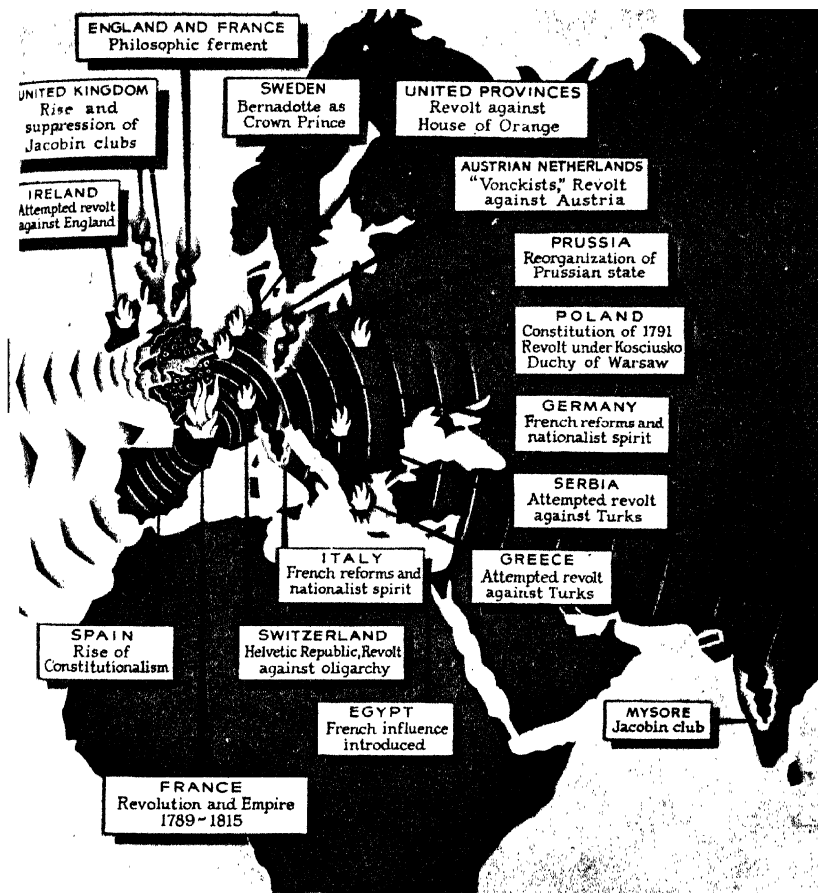 ENGLAND AND FRANCE
Philosophic ferment
UNITED KINGDOM
Rise and
suppression of
Jacobin clubs
SWEDEN
Bernadotte as
Crown Prince
UNITED PROVINCES
Revolt against
House of Orange
IRELAND
Attempted revolt
against England
AUSTRIAN NETHERLANDS
"Vonckists," Revolt
against Austria
PRUSSIA
Reorganization of
Prussian state
POLAND
Constitution of 1791
Revolt under Kosciusko
Duchy of Warsaw
GERMANY
French reforms and
nationalist spirit
SERBIA
Attempted revolt
against Turks
ITALY
French reforms and
nationalist spirit
GREECE
Attempted revolt
against Turks
SPAIN
Rise of
Constitutionalism
SWITZERLAND
Helvetic Republic, Revolt
against oligarchy
EGYPT
French influence
introduced
MYSORE
Jacobin club
FRANCE
Revolution and Empire
1789~1815